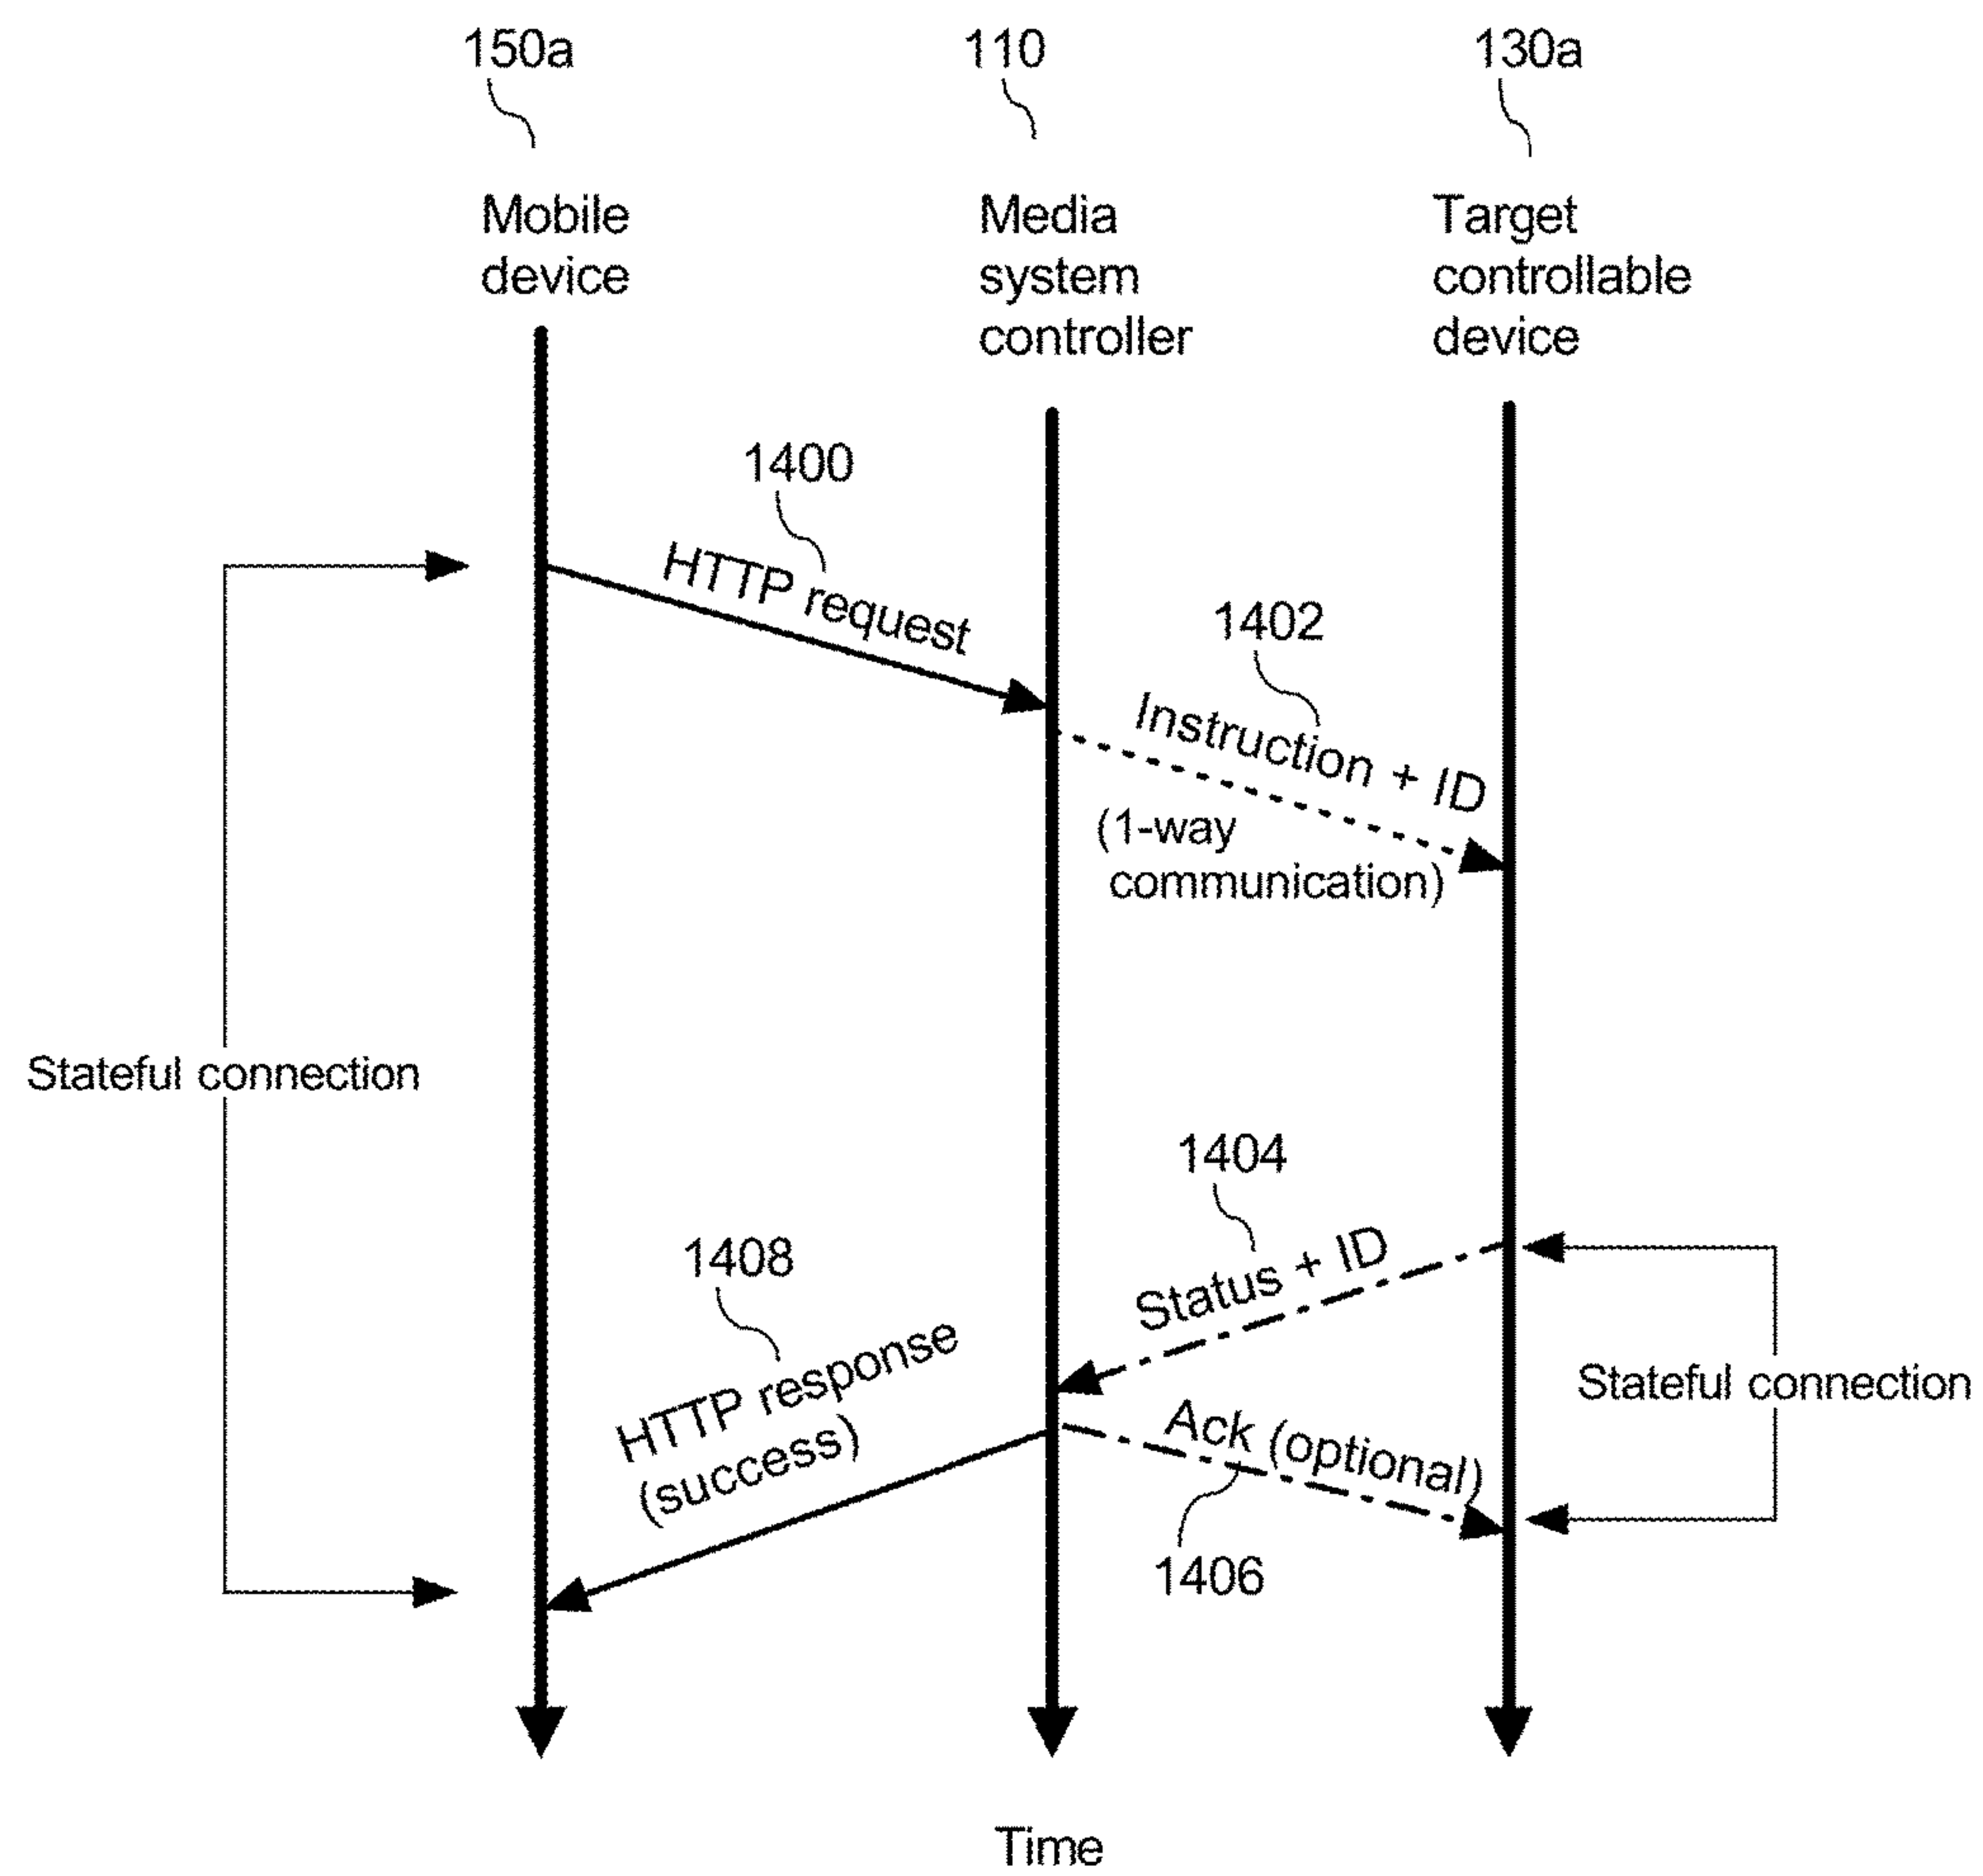 150a
110
130a
Mobile
device
Media
system
controller
Target
controllable
device
1400
HTTP request
1402
Instruction + ID
(1-way
communication)
Stateful connection
1404
Status + ID
1408
HTTP response
(success)
Stateful connection
Ack (optional)
1406
Time